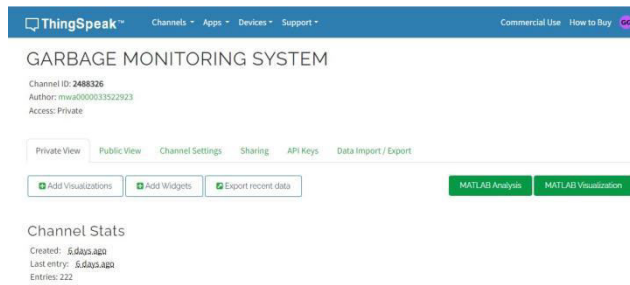 ThingSpeak™ Channels Apps Devices Support Commercial Use How to Buy
GARBAGE MONITORING SYSTEM
Channel ID: 2488326
Author: mwa0000033522923
Access: Private
Private View Public View Channel Settings Sharing API Keys Data Import / Export
Add Visualizations Add Widgets Export recent data MATLAB Analysis MATLAB Visualization
Channel Stats
Created: 6 days ago
Last entry: 6 days ago
Entries: 222